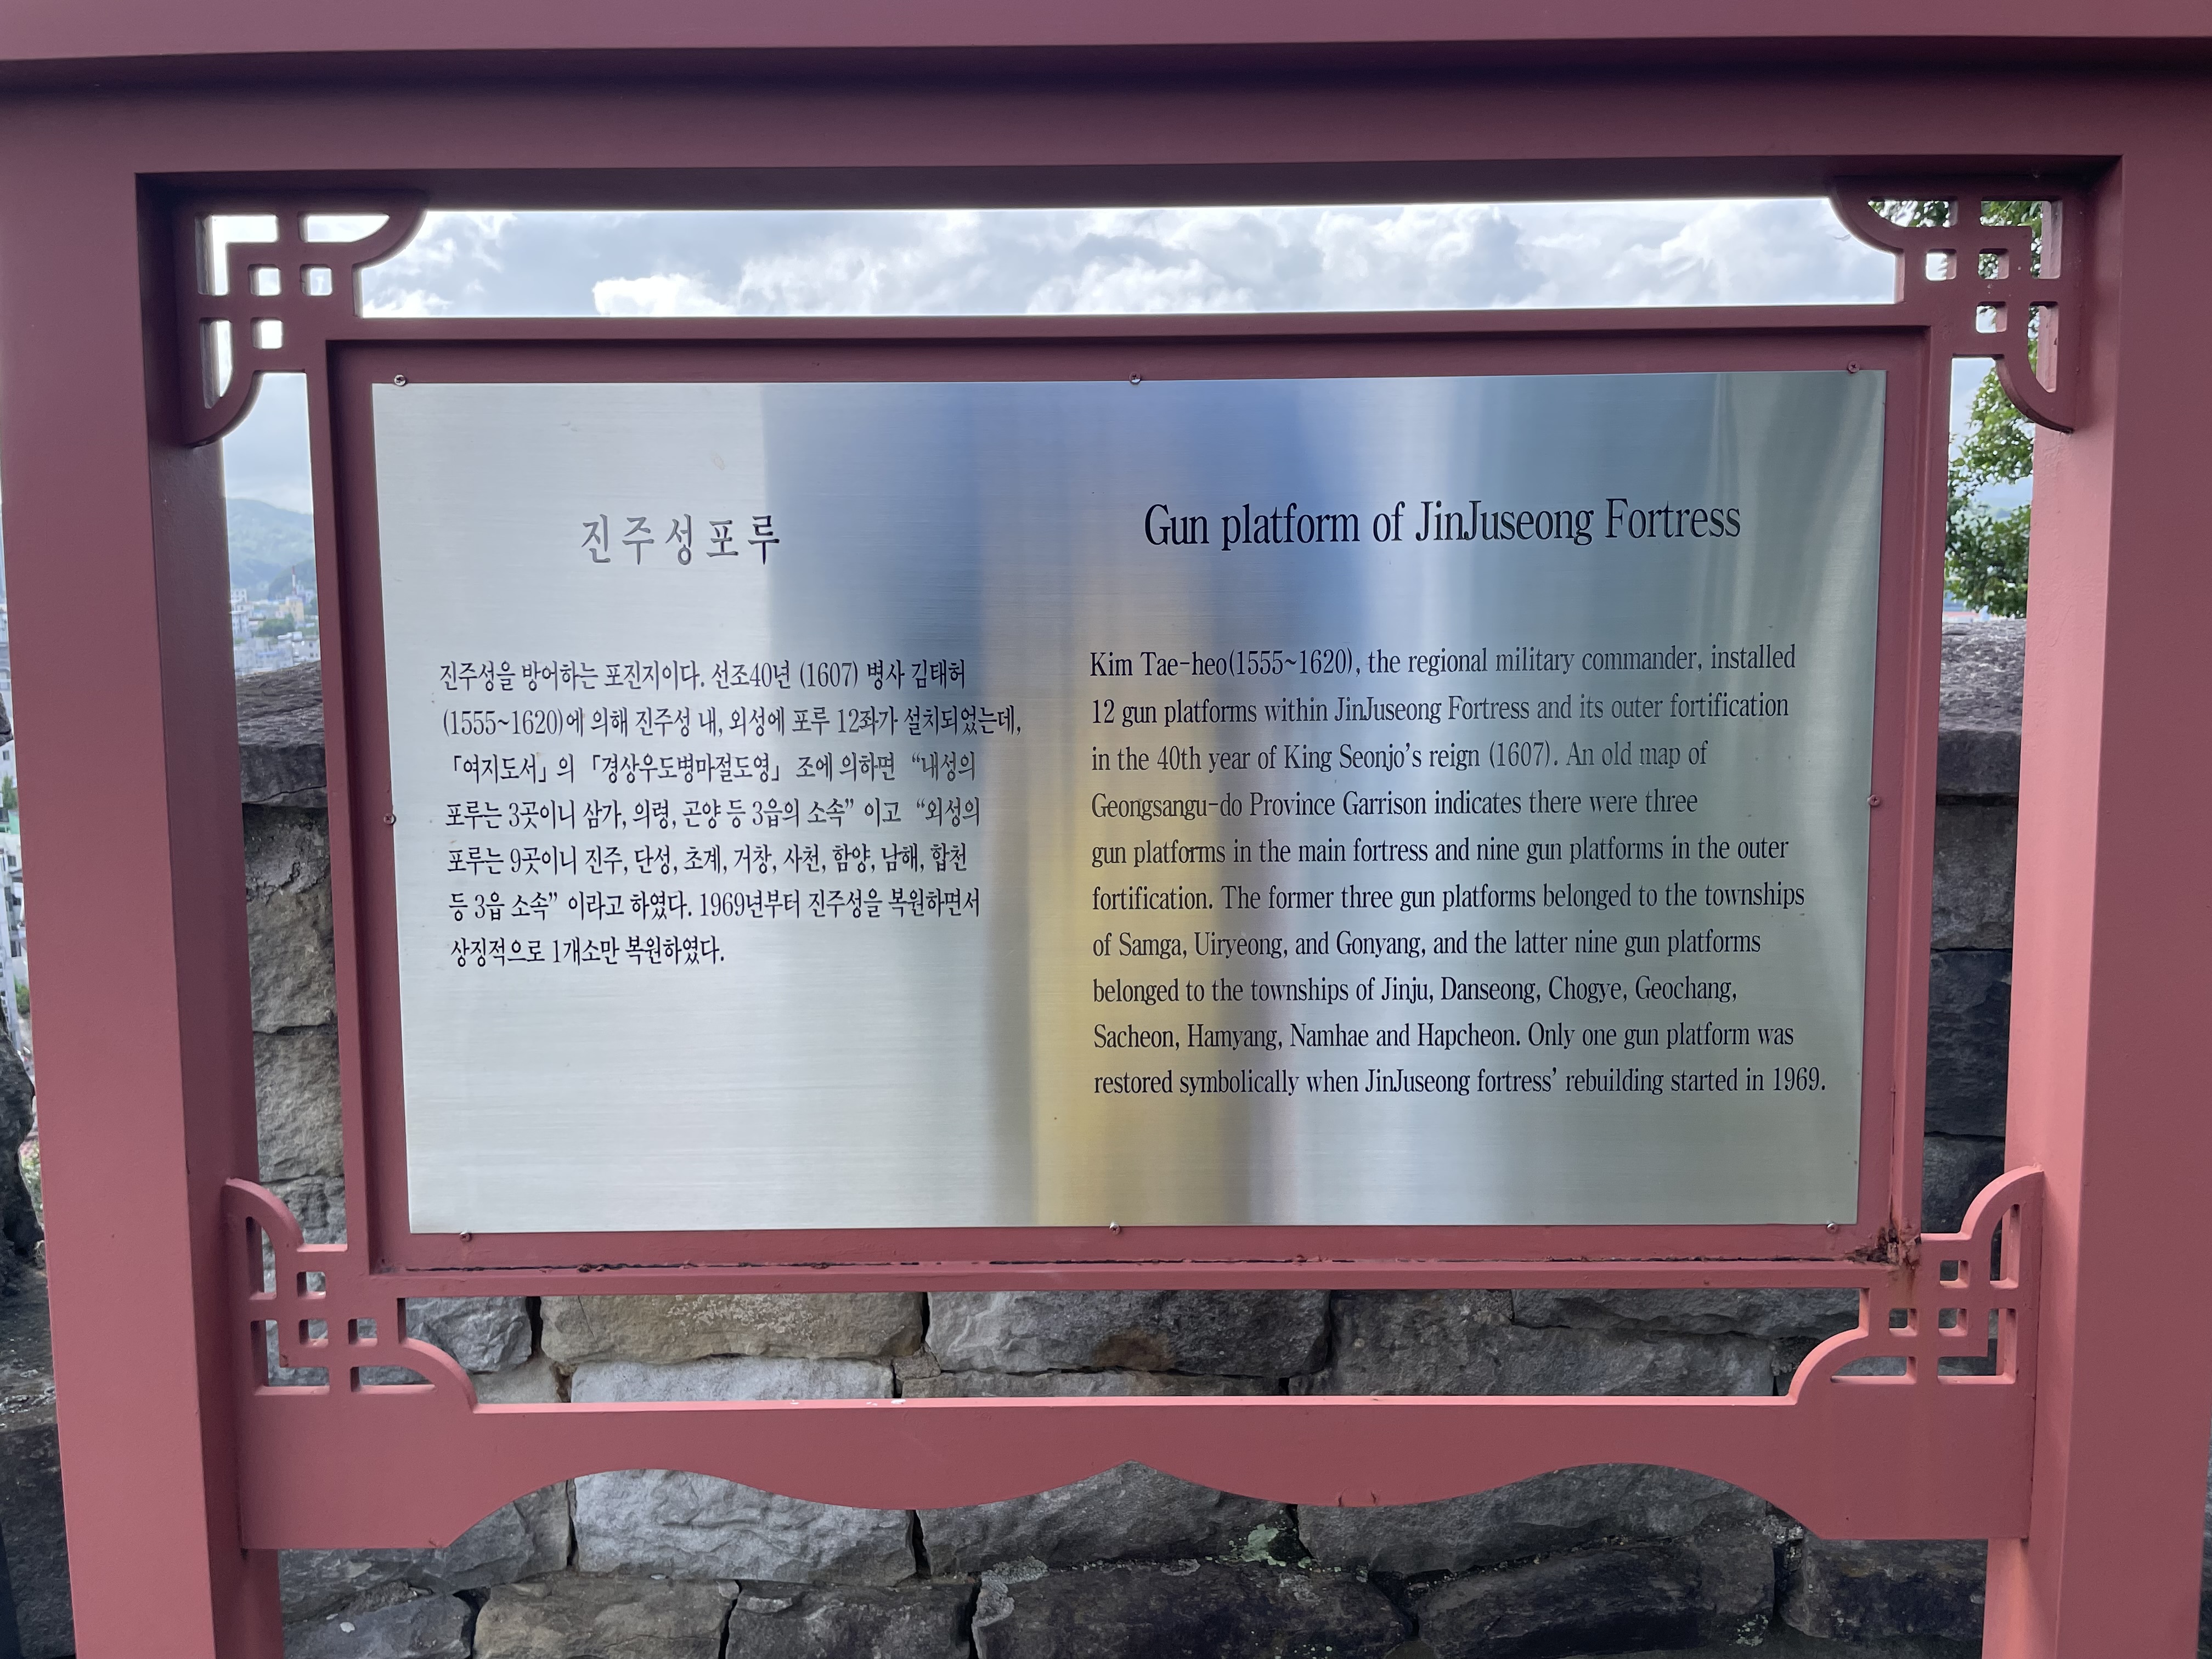 진주성포루
진주성을 방어하는 포진지이다. 선조40년 (1607) 병사 김태허
(1555~1620)에 의해 진주성 내, 외성에 포루 12좌가 설치되었는데,
「여지도서」의 「경상우도병마절도영」 조에 의하면 “내성의
포루는 3곳이니 삼가, 의령, 곤양 등 3읍의 소속” 이고 “외성의
포루는 9곳이니 진주, 단성, 초계, 거창, 사천, 함양, 남해, 합천
등 3읍 소속” 이라고 하였다. 1969년부터 진주성을 복원하면서
상징적으로 1개소만 복원하였다.
Gun platform of JinJuseong Fortress
Kim Tae-heo(1555~1620), the regional military commander, installed
12 gun platforms within JinJuseong Fortress and its outer fortification
in the 40th year of King Seonjo’s reign (1607). An old map of
Geongsangu-do Province Garrison indicates there were three
gun platforms in the main fortress and nine gun platforms in the outer
fortification. The former three gun platforms belonged to the townships
of Samga, Uiryeong, and Gonyang, and the latter nine gun platforms
belonged to the townships of Jinju, Danseong, Chogye, Geochang,
Sacheon, Hamyang, Namhae and Hapcheon. Only one gun platform was
restored symbolically when JinJuseong fortress’ rebuilding started in 1969.